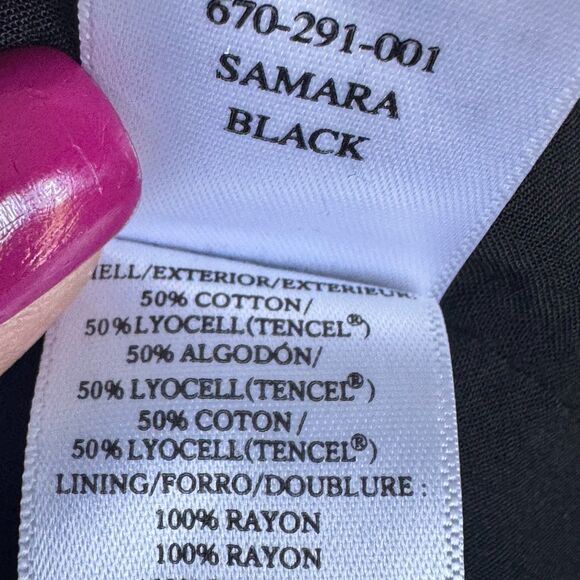 670-291-001
SAMARA
BLACK
/EXTERIOR/EXTERIEUR:
50% COTTON/
50% LYOCELL(TENCEL®)
50% ALGODÓN/
50% LYOCELL(TENCEL®)
50% COTON /
50% LYOCELL(TENCEL®)
LINING/FORRO/DOUBLURE :
100% RAYON
100% RAYON